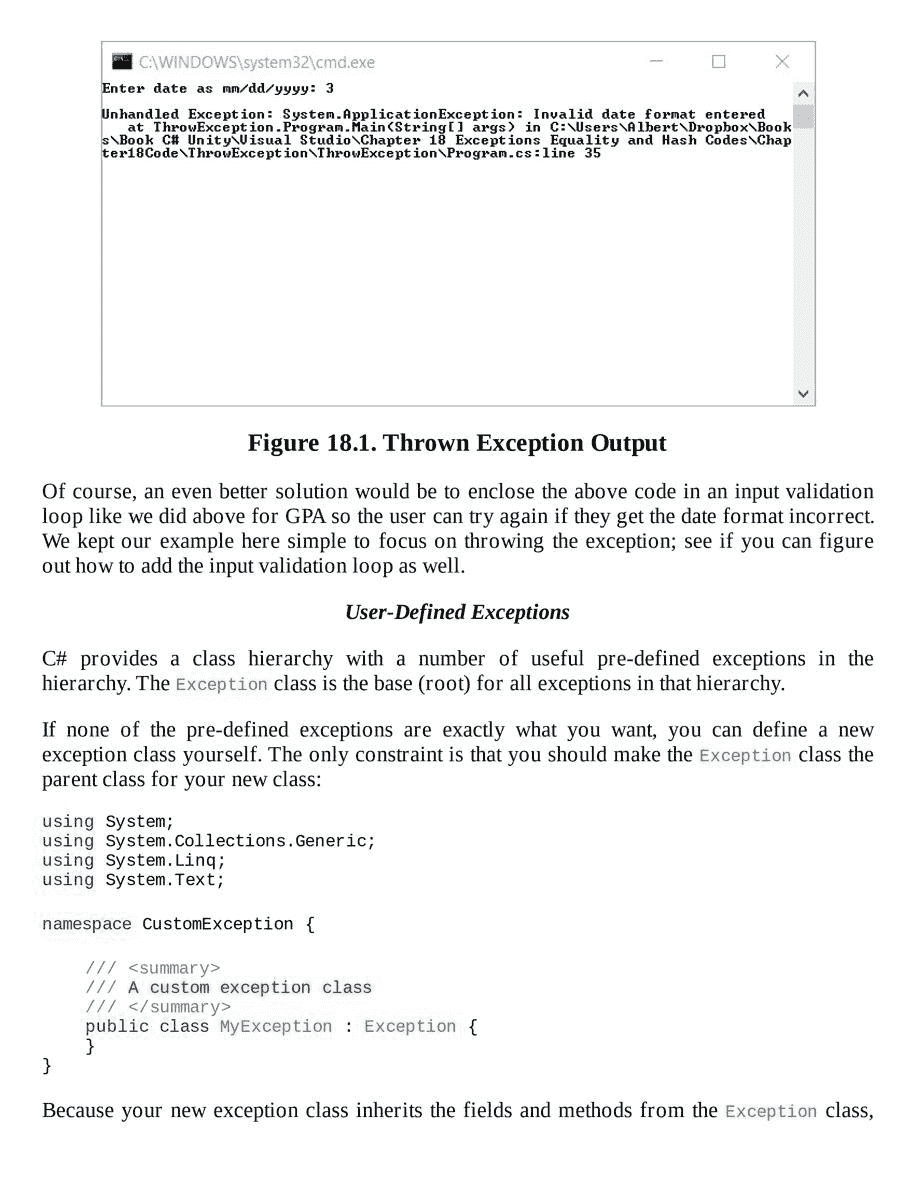 C:\WINDOWS\system32\cmd.exe
Enter date as mm/dd/yyyy: 3
Unhandled Exception: System.ApplicationException: Invalid date format entered
at ThrowException.Program.Main(String[] args) in C:\Users\Albert\Dropbox\Book
s\Book C# Unity\Visual Studio\Chapter 18 Exceptions Equality and Hash Codes\Chap
ter18Code\ThrowException\ThrowException\Program.cs:line 35
Figure 18.1. Thrown Exception Output
Of course, an even better solution would be to enclose the above code in an input validation
loop like we did above for GPA so the user can try again if they get the date format incorrect.
We kept our example here simple to focus on throwing the exception; see if you can figure
out how to add the input validation loop as well.
User-Defined Exceptions
C# provides a class hierarchy with a number of useful pre-defined exceptions in the
hierarchy. The Exception class is the base (root) for all exceptions in that hierarchy.
If none of the pre-defined exceptions are exactly what you want, you can define a new
exception class yourself. The only constraint is that you should make the Exception class the
parent class for your new class:
using System;
using System.Collections.Generic;
using System.Linq;
using System.Text;
namespace CustomException {
/// <summary>
/// A custom exception class
/// </summary>
public class MyException : Exception {
}
}
Because your new exception class inherits the fields and methods from the Exception class,